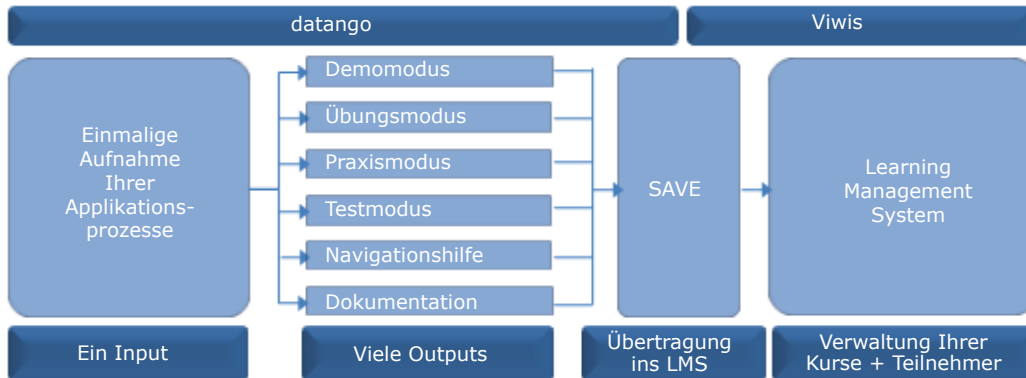 datango
Viwis
Einmalige
Aufnahme
Ihrer
Applikations-
prozesse
Demomodus
Übungsmodus
Praxismodus
Testmodus
Navigationshilfe
Dokumentation
SAVE
Learning
Management
System
Ein Input
Viele Outputs
Übertragung
ins LMS
Verwaltung Ihrer
Kurse + Teilnehmer